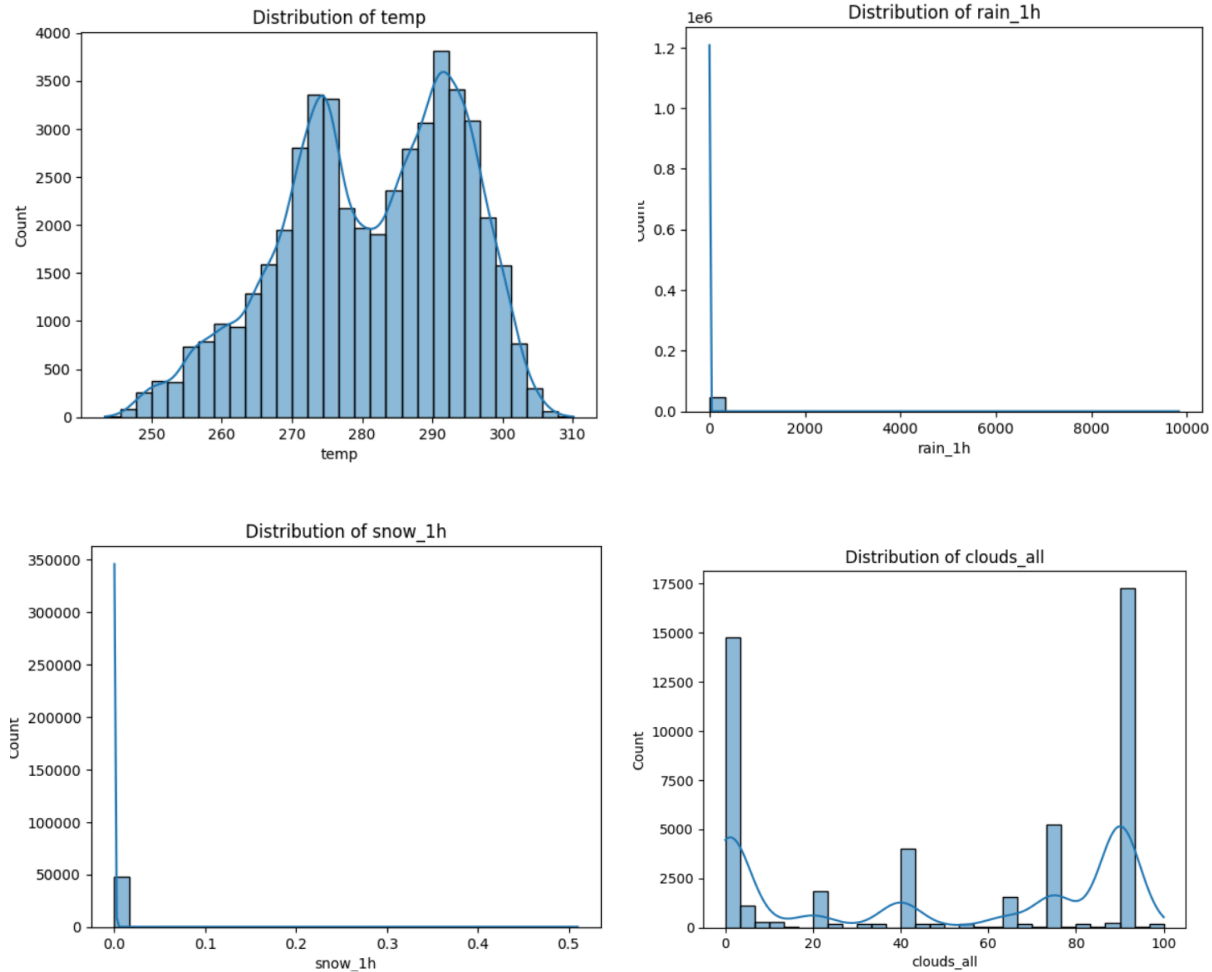 Distribution of temp
4000
3500
3000
2500
2000
1500
1000
500
0
Count
250 260 270 280 290 300 310
temp
Distribution of rain_1h
1e6
1.2
1.0
0.8
0.6
0.4
0.2
0.0
Count
0 2000 4000 6000 8000 10000
rain_1h
Distribution of snow_1h
350000
300000
250000
200000
150000
100000
50000
0
Count
0.0 0.1 0.2 0.3 0.4 0.5
snow_1h
Distribution of clouds_all
17500
15000
12500
10000
7500
5000
2500
0
Count
0 20 40 60 80 100
clouds_all